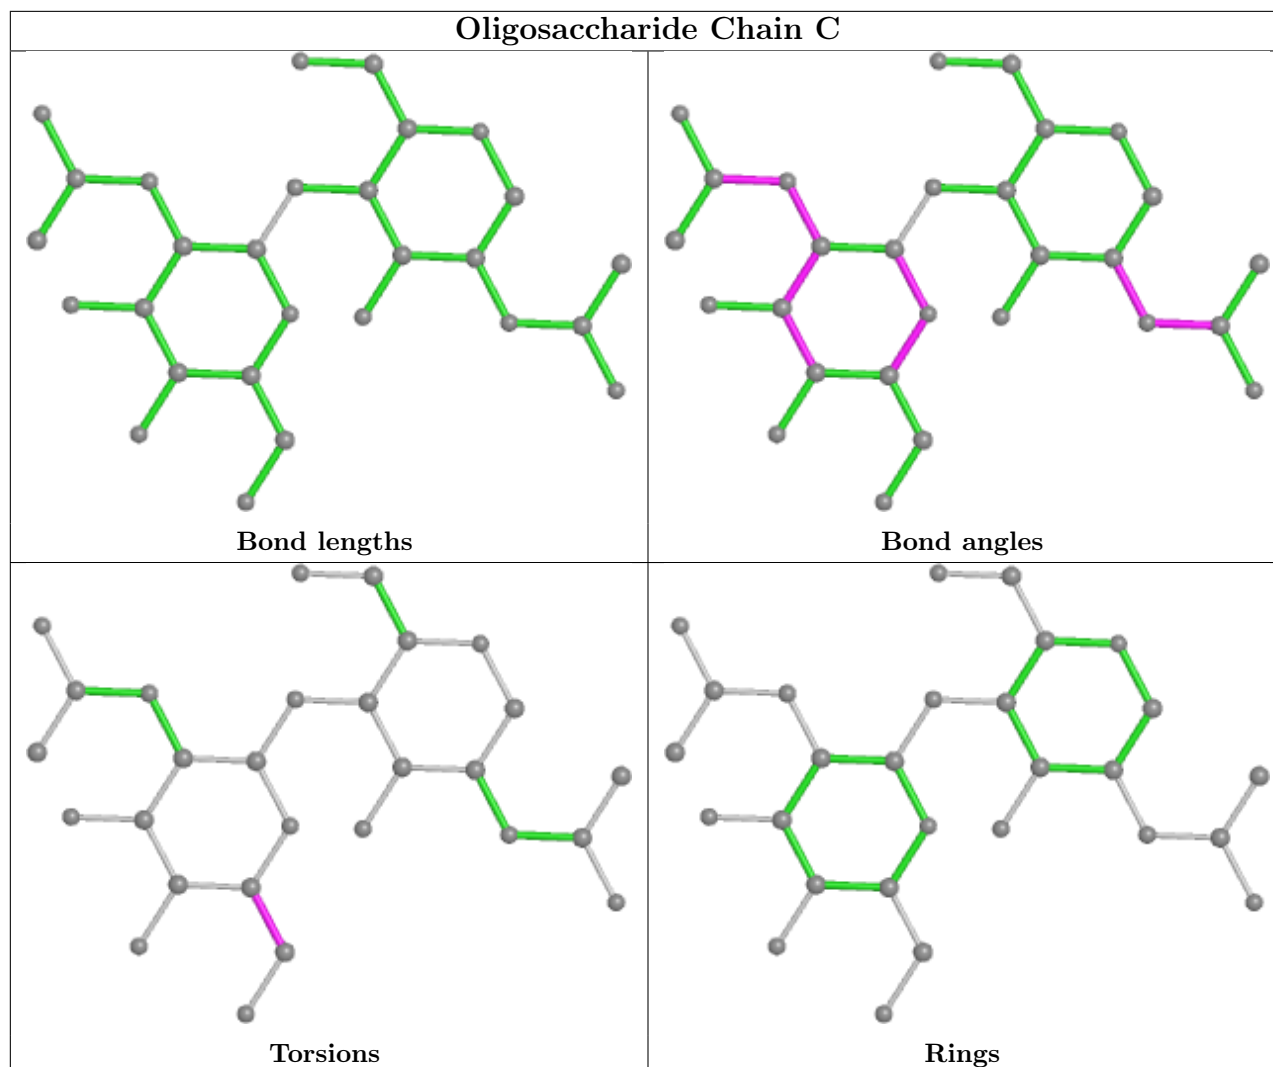 Oligosaccharide Chain C
Bond lengths
Bond angles
Torsions
Rings